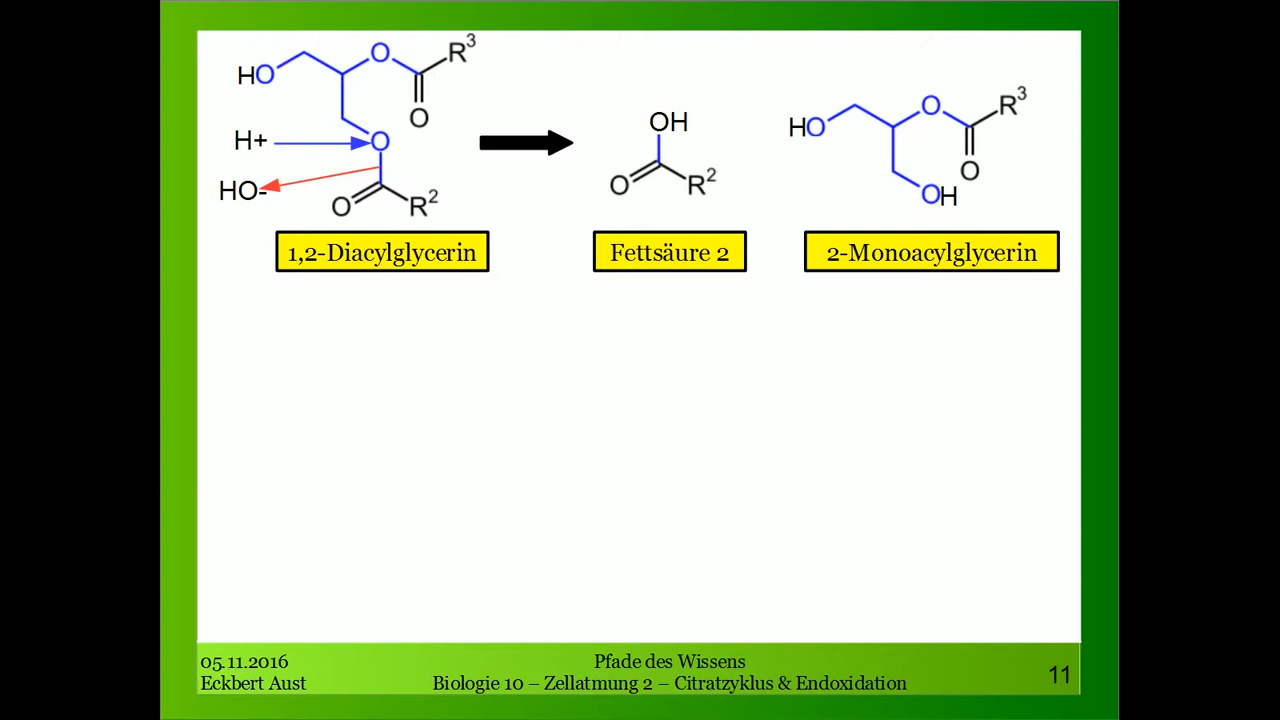 HO
O
R³
O
H+
O
HO-
O
R²
OH
O
R²
HO
O
R³
O
OH
1,2-Diacylglycerin
Fettsäure 2
2-Monoacylglycerin
05.11.2016
Eckbert Aust
Pfade des Wissens
Biologie 10 – Zellatmung 2 – Citratzyklus & Endoxidation
11